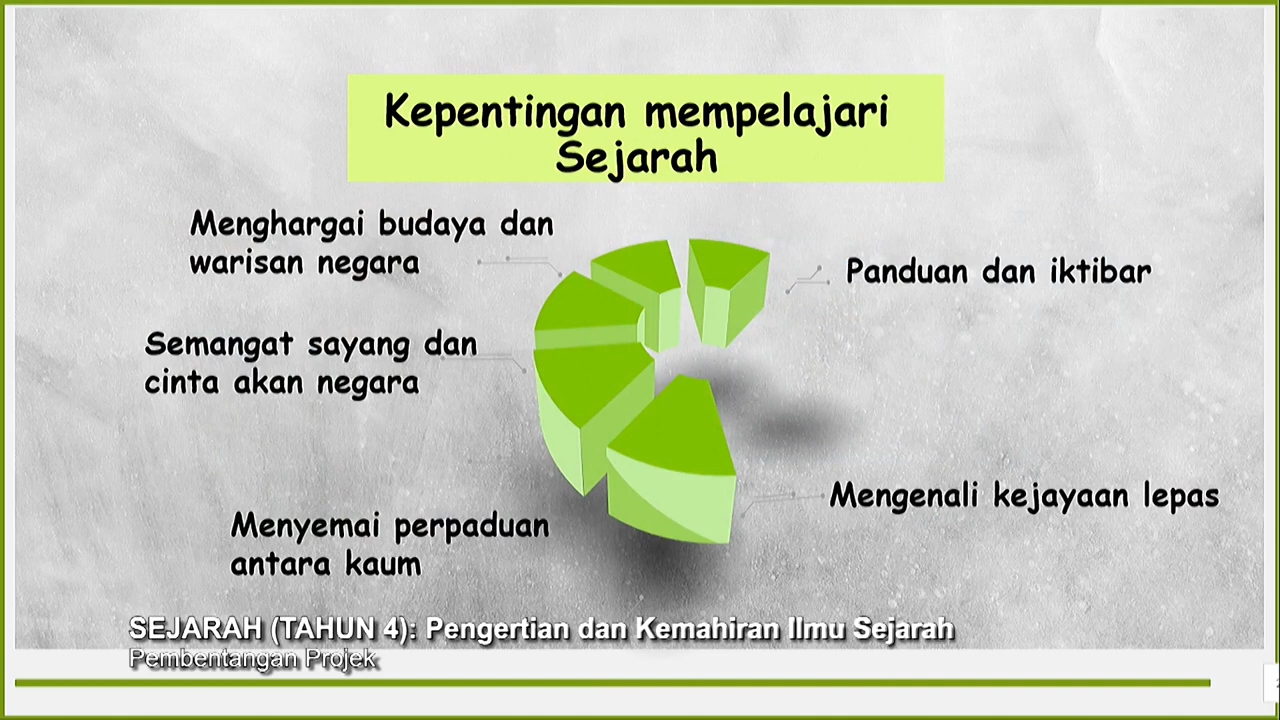 Kepentingan mempelajari
Sejarah
Menghargai budaya dan
warisan negara
Panduan dan iktibar
Semangat sayang dan
cinta akan negara
Mengenali kejayaan lepas
Menyemai perpaduan
antara kaum
SEJARAH (TAHUN 4): Pengertian dan Kemahiran Ilmu Sejarah
Pembentangan Projek